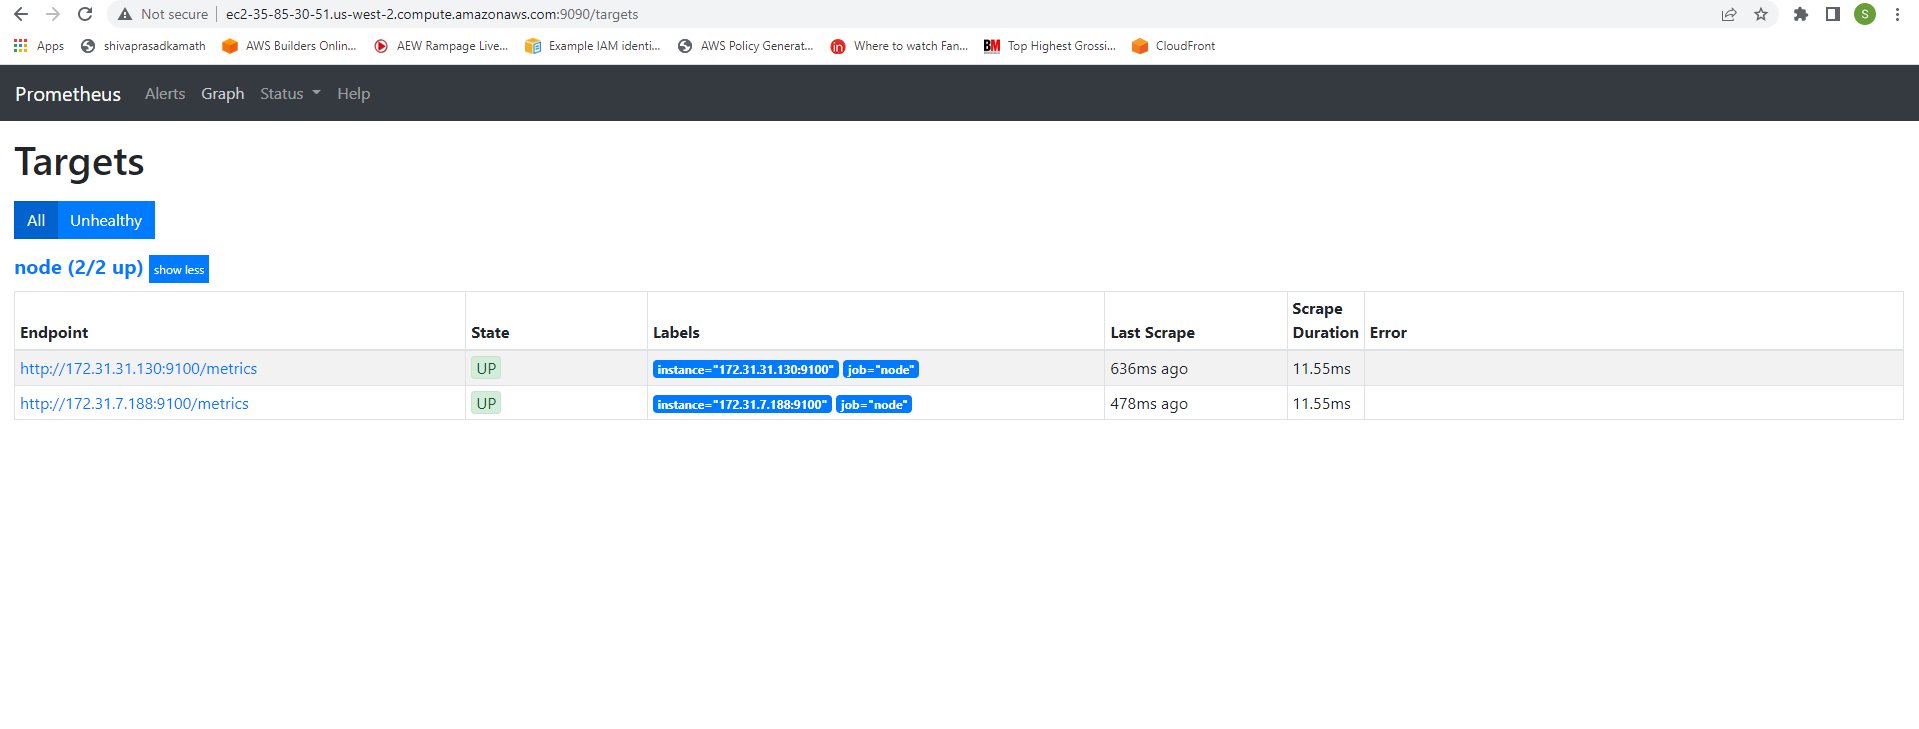 Not secure | ec2-35-85-30-51.us-west-2.compute.amazonaws.com:9090/targets S
Apps shivaprasadkamath AWS Builders Onlin... AEW Rampage Live... Example IAM identi... AWS Policy Generat... in Where to watch Fan... BM Top Highest Grossi... CloudFront
Prometheus Alerts Graph Status Help
Targets
All Unhealthy
node (2/2 up) show less
Endpoint State Labels Last Scrape Scrape Duration Error
http://172.31.31.130:9100/metrics UP instance="172.31.31.130:9100" job="node" 636ms ago 11.55ms
http://172.31.7.188:9100/metrics UP instance="172.31.7.188:9100" job="node" 478ms ago 11.55ms